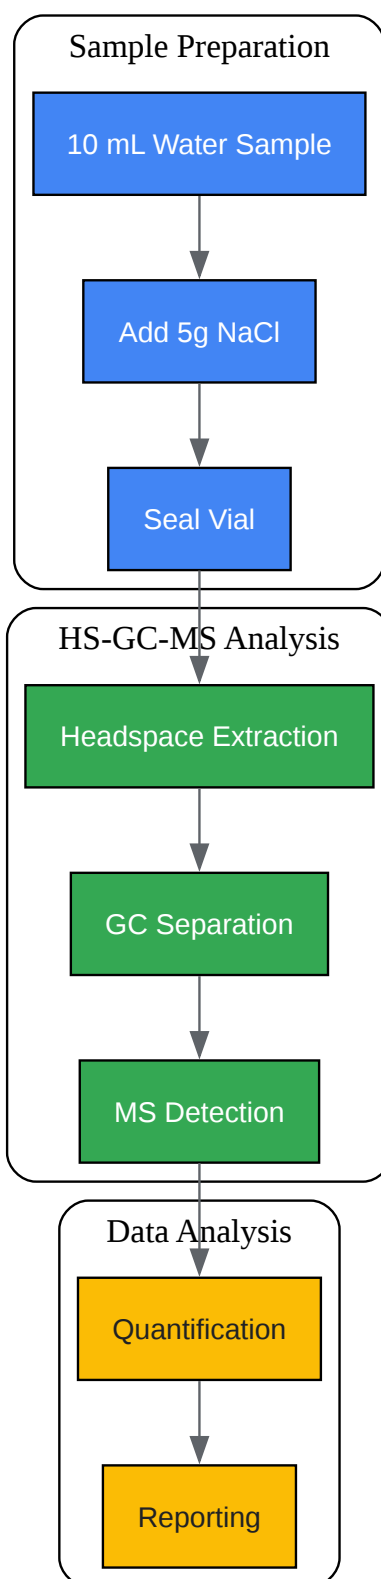 Sample Preparation
10 mL Water Sample
Add 5g NaCl
Seal Vial
HS-GC-MS Analysis
Headspace Extraction
GC Separation
MS Detection
Data Analysis
Quantification
Reporting